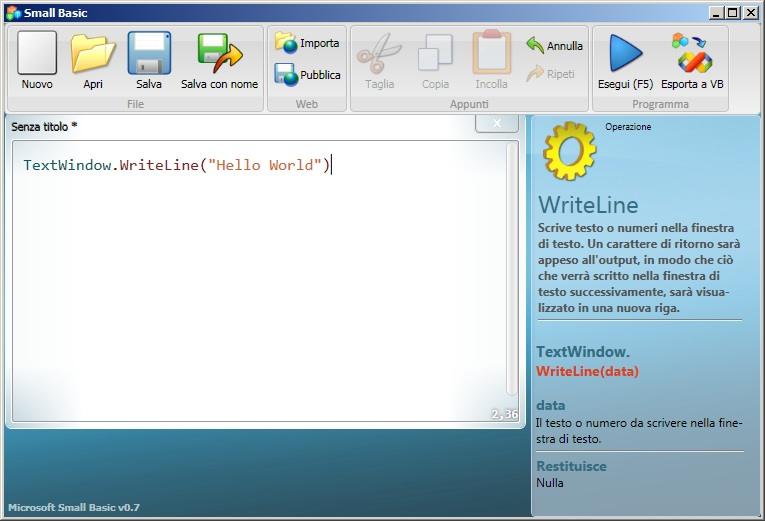 Small Basic
Nuovo
Apri
Salva
Salva con nome
File
Importa
Pubblica
Web
Taglia
Copia
Incolla
Annulla
Ripeti
Appunti
Esegui (F5)
Esporta a VB
Programma
Senza titolo *
TextWindow.WriteLine("Hello World")
2,36
Microsoft Small Basic v0.7
Operazione
WriteLine
Scrive testo o numeri nella finestra
di testo. Un carattere di ritorno sarà
appeso all'output, in modo che ciò
che verrà scritto nella finestra di
testo successivamente, sarà visua-
lizzato in una nuova riga.
TextWindow.
WriteLine(data)
data
Il testo o numero da scrivere nella fine-
stra di testo.
Restituisce
Nulla